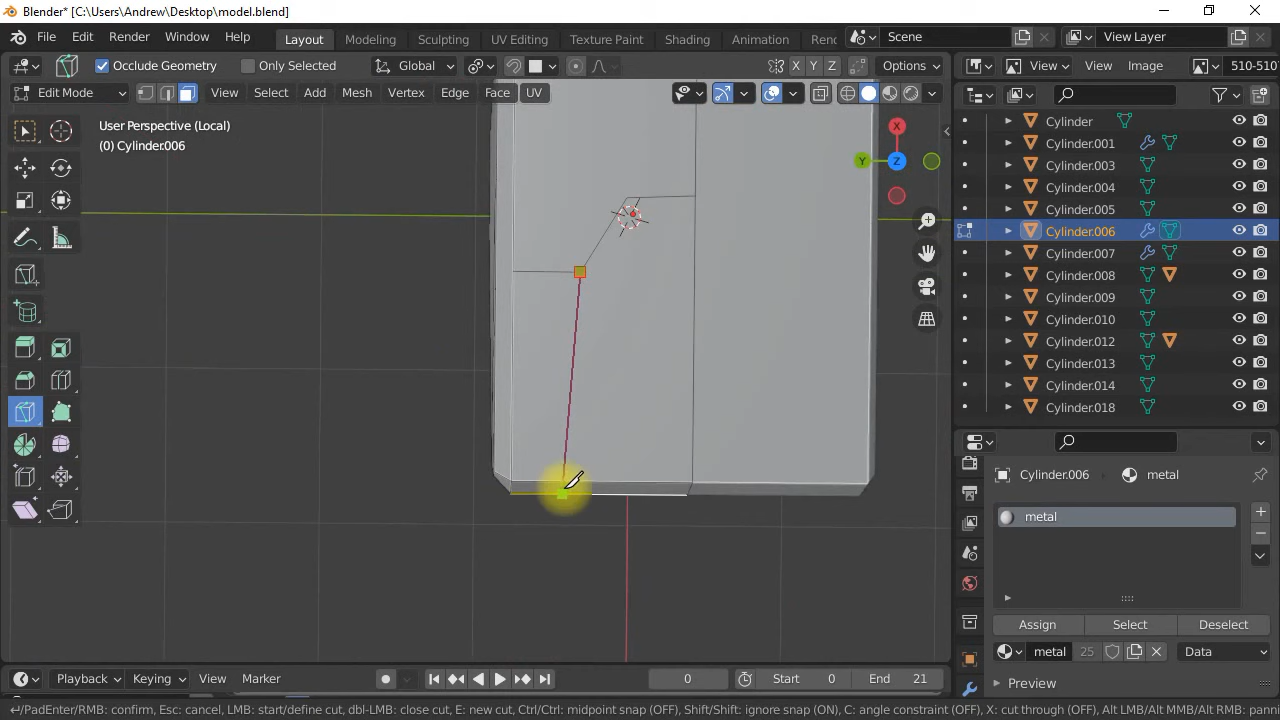 Blender* [C:\Users\Andrew\Desktop\model.blend]
File Edit Render Window Help Layout Modeling Sculpting UV Editing Texture Paint Shading Animation Scene View Layer
Occlude Geometry Only Selected Global X Y Z Options View View Image 510-510
Edit Mode View Select Add Mesh Vertex Edge Face UV
User Perspective (Local)
(0) Cylinder.006
X
Y
Z
Cylinder
Cylinder.001
Cylinder.003
Cylinder.004
Cylinder.005
Cylinder.006
Cylinder.007
Cylinder.008
Cylinder.009
Cylinder.010
Cylinder.012
Cylinder.013
Cylinder.014
Cylinder.018
Cylinder.006 metal
metal
Assign Select Deselect
metal 25 Data
Preview
Playback Keying View Marker 0 Start 0 End 21
/PadEnter/RMB: confirm, Esc: cancel, LMB: start/define cut, dbl-LMB: close cut, E: new cut, Ctrl/Ctrl: midpoint snap (OFF), Shift/Shift: ignore snap (ON), C: angle constraint (OFF), X: cut through (OFF), Alt LMB/Alt MMB/Alt RMB: